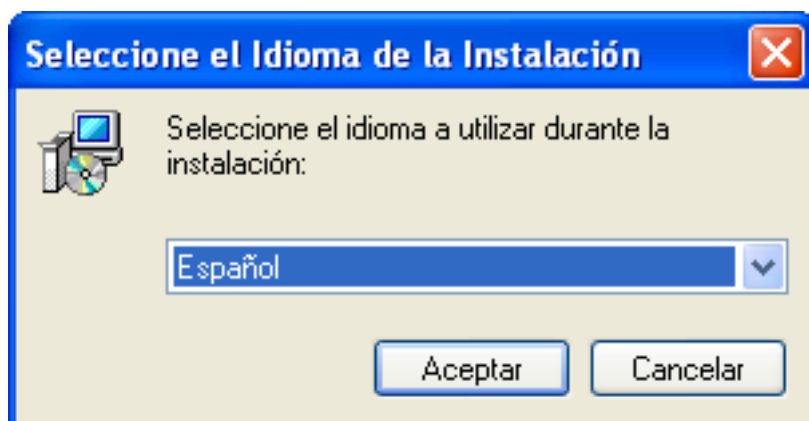 Seleccione el Idioma de la Instalación
Seleccione el idioma a utilizar durante la
instalación:
Español
Aceptar
Cancelar